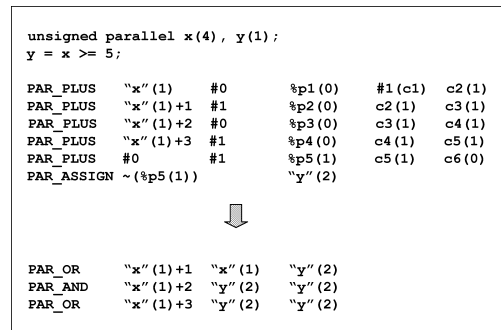 unsigned parallel x(4), y(1);
y = x >= 5;
PAR_PLUS “x”(1) #0 %p1(0) #1(c1) c2(1)
PAR_PLUS “x”(1)+1 #1 %p2(0) c2(1) c3(1)
PAR_PLUS “x”(1)+2 #0 %p3(0) c3(1) c4(1)
PAR_PLUS “x”(1)+3 #1 %p4(0) c4(1) c5(1)
PAR_PLUS #0 #1 %p5(1) c5(1) c6(0)
PAR_ASSIGN ~(%p5(1)) “y”(2)
PAR_OR “x”(1)+1 “x”(1) “y”(2)
PAR_AND “x”(1)+2 “y”(2) “y”(2)
PAR_OR “x”(1)+3 “y”(2) “y”(2)